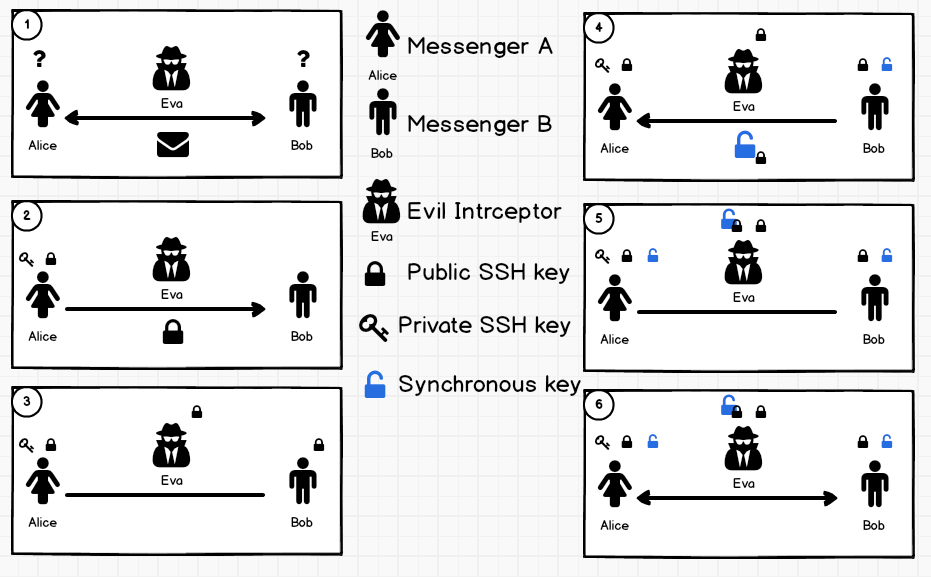 1
?
?
Eva
Alice
Bob
2
Eva
Alice
Bob
3
Eva
Alice
Bob
Messenger A
Alice
Messenger B
Bob
Evil Intrceptor
Eva
Public SSH key
Private SSH key
Synchronous key
4
Eva
Alice
Bob
5
Eva
Alice
Bob
6
Eva
Alice
Bob